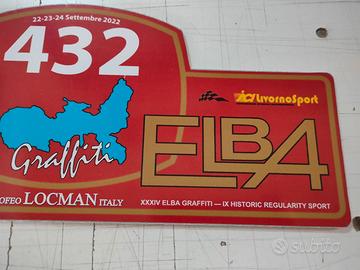 22-23-24 Settembre 2022
432
ACI LivornoSport
ELBA
Graffiti
OFEO LOCMAN ITALY
XXXIV ELBA GRAFFITI — IX HISTORIC REGULARITY SPORT
subito